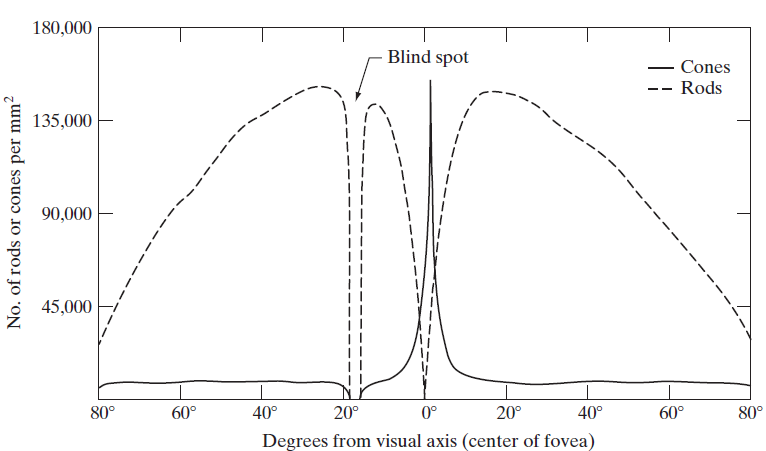 180,000
135,000
90,000
45,000
No. of rods or cones per mm²
Blind spot
Cones
Rods
80° 60° 40° 20° 0° 20° 40° 60° 80°
Degrees from visual axis (center of fovea)